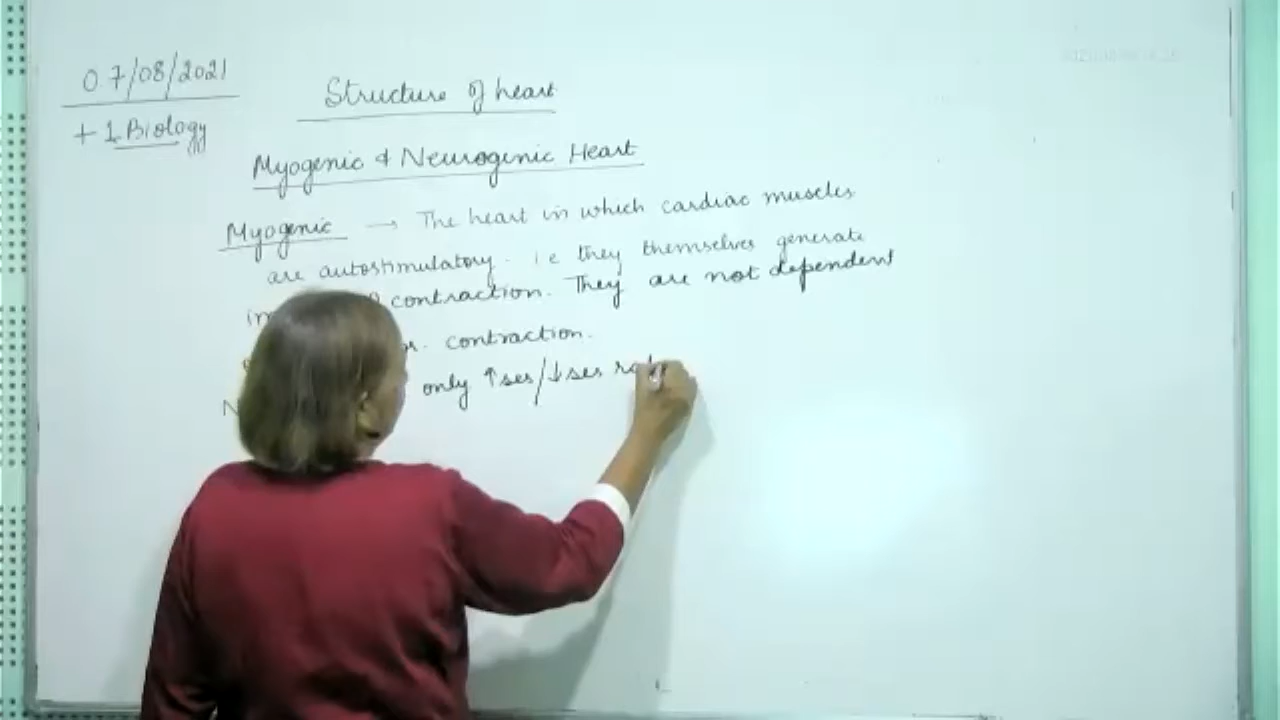 07/08/2021
+1 Biology
Structure of heart
Myogenic & Neurogenic Heart
Myogenic → The heart in which cardiac muscles
are autostimulatory. i.e they themselves generate
contraction. They are not dependent
contraction.
only ↑ses/↓ses